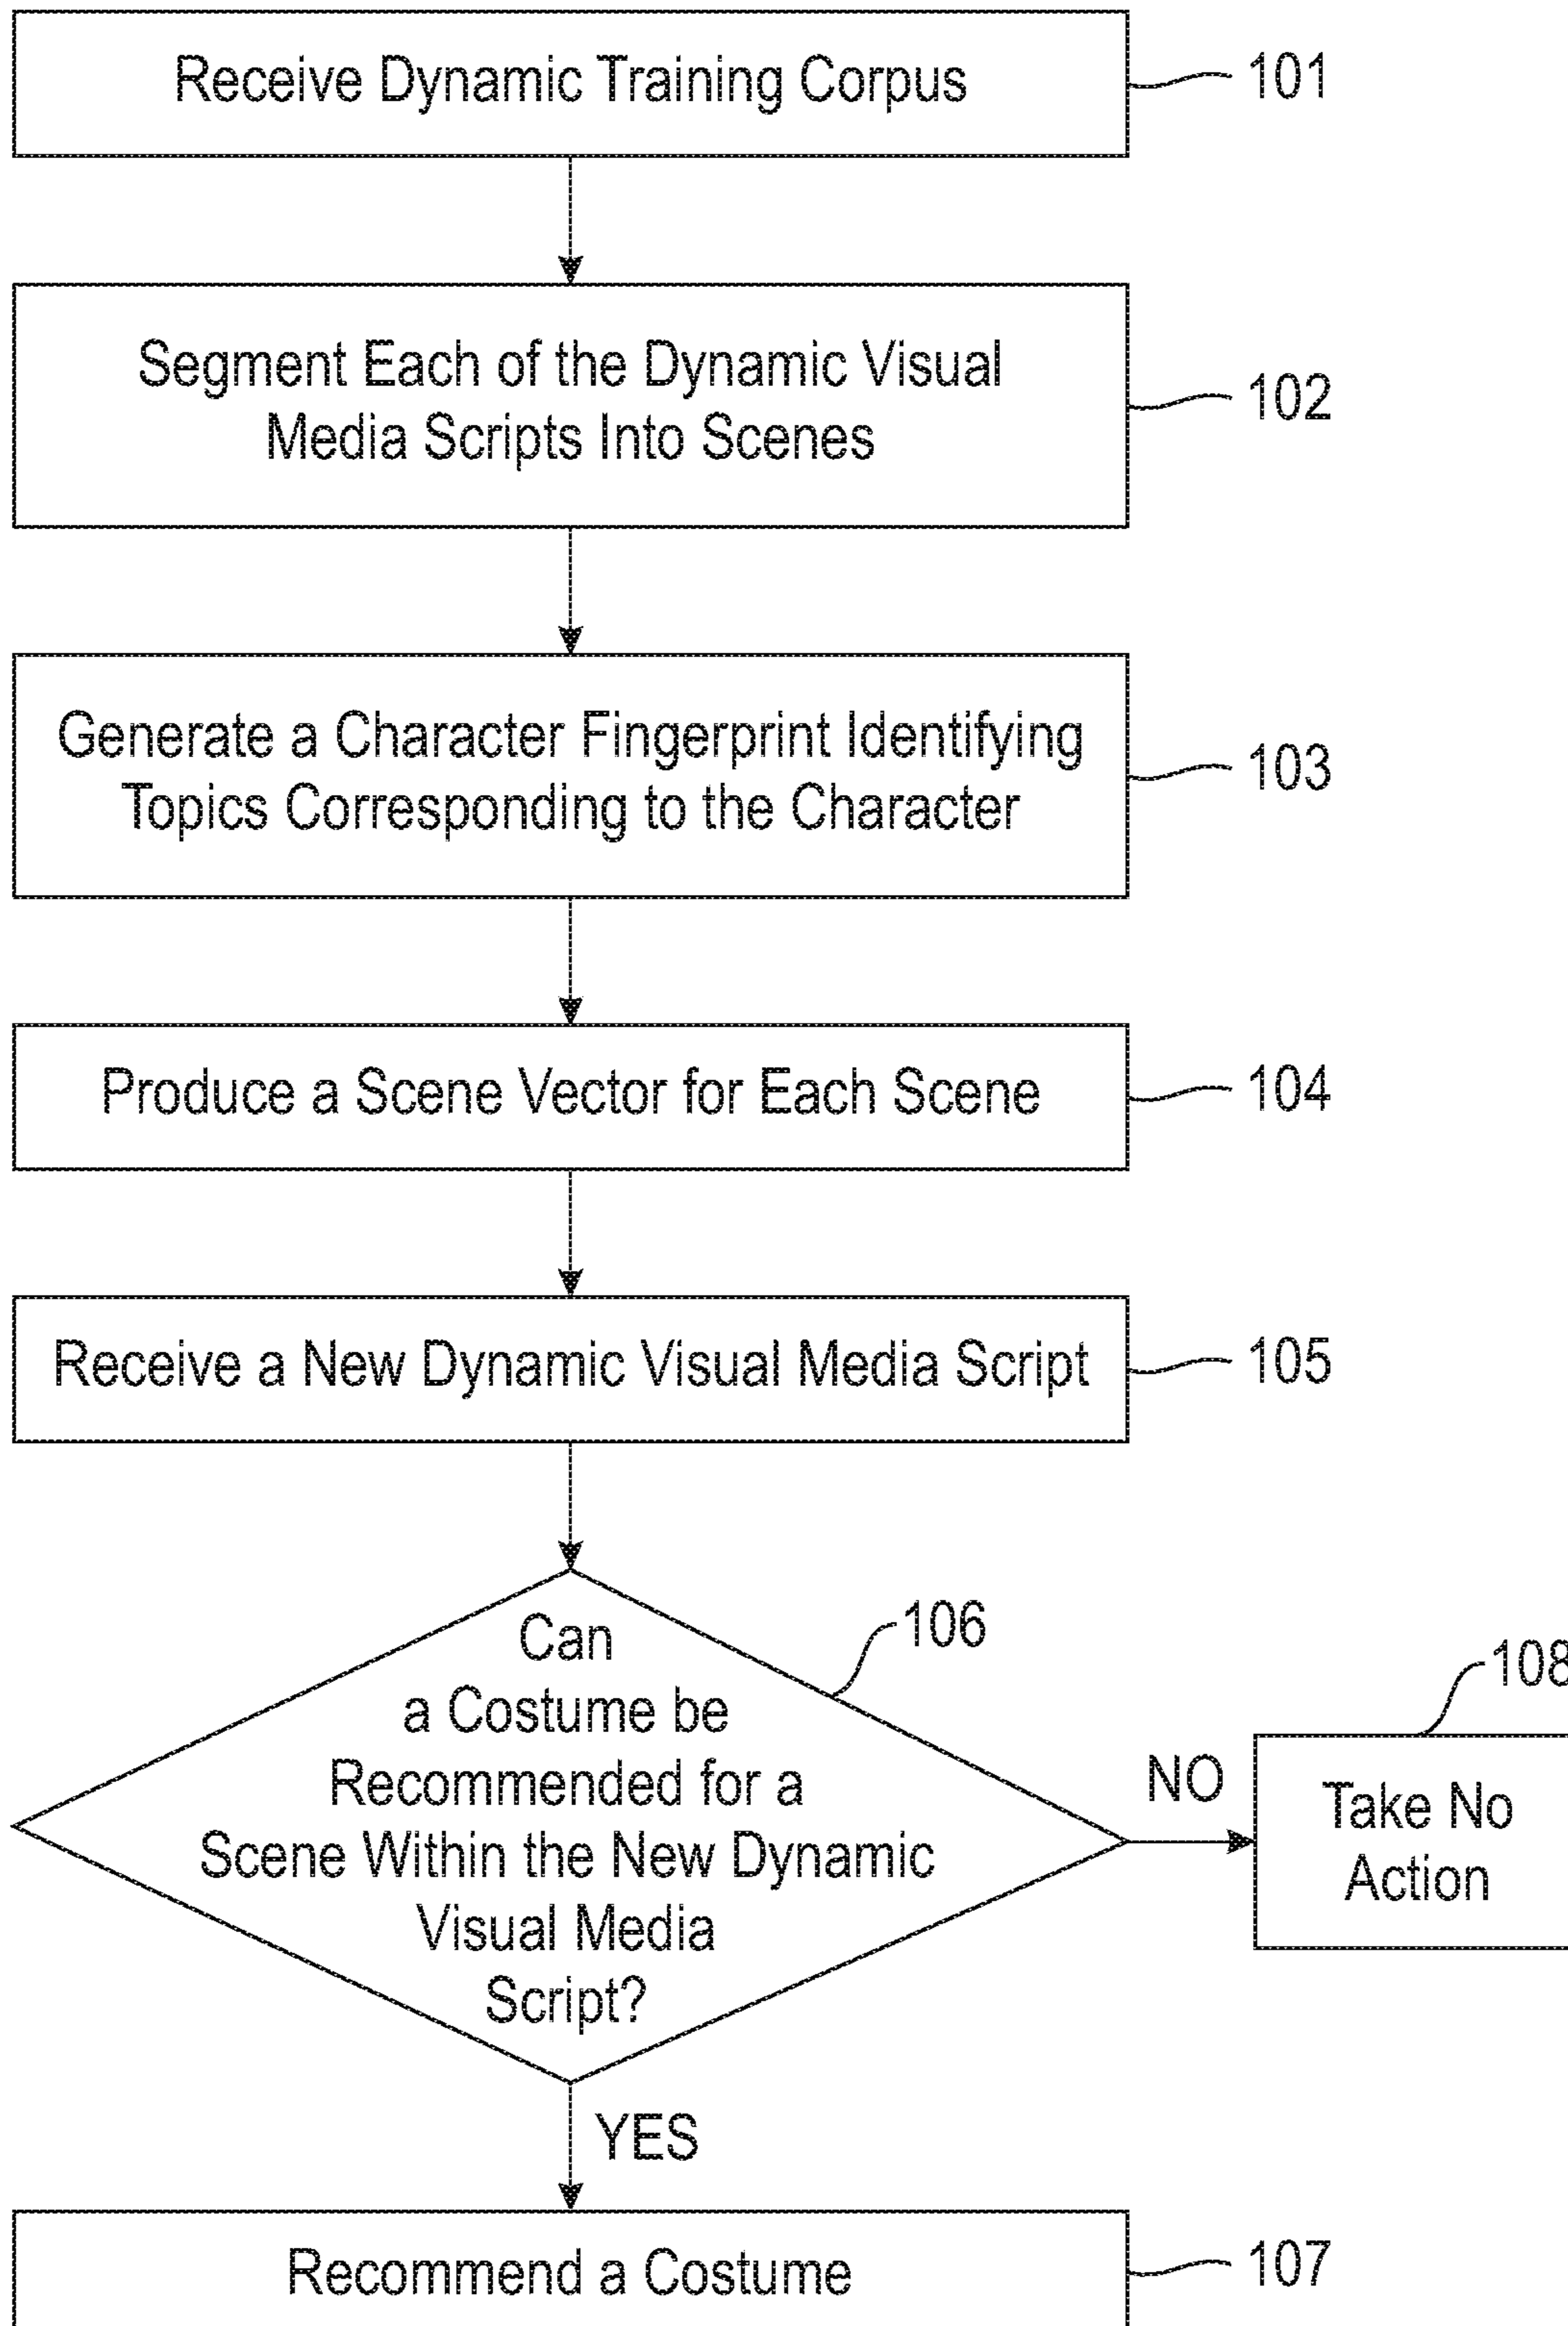 Receive Dynamic Training Corpus
101
Segment Each of the Dynamic Visual
Media Scripts Into Scenes
102
Generate a Character Fingerprint Identifying
Topics Corresponding to the Character
103
Produce a Scene Vector for Each Scene
104
Receive a New Dynamic Visual Media Script
105
Can
a Costume be
Recommended for a
Scene Within the New Dynamic
Visual Media
Script?
106
NO
108
Take No
Action
YES
Recommend a Costume
107